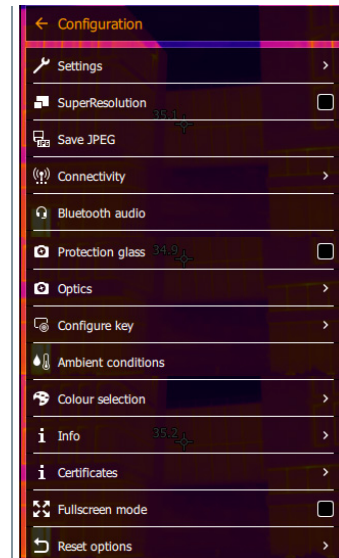 Configuration
Settings
SuperResolution
35.1
Save JPEG
Connectivity
Bluetooth audio
Protection glass 34.9
Optics
Configure key
Ambient conditions
Colour selection
Info 35.2
Certificates
Fullscreen mode
Reset options